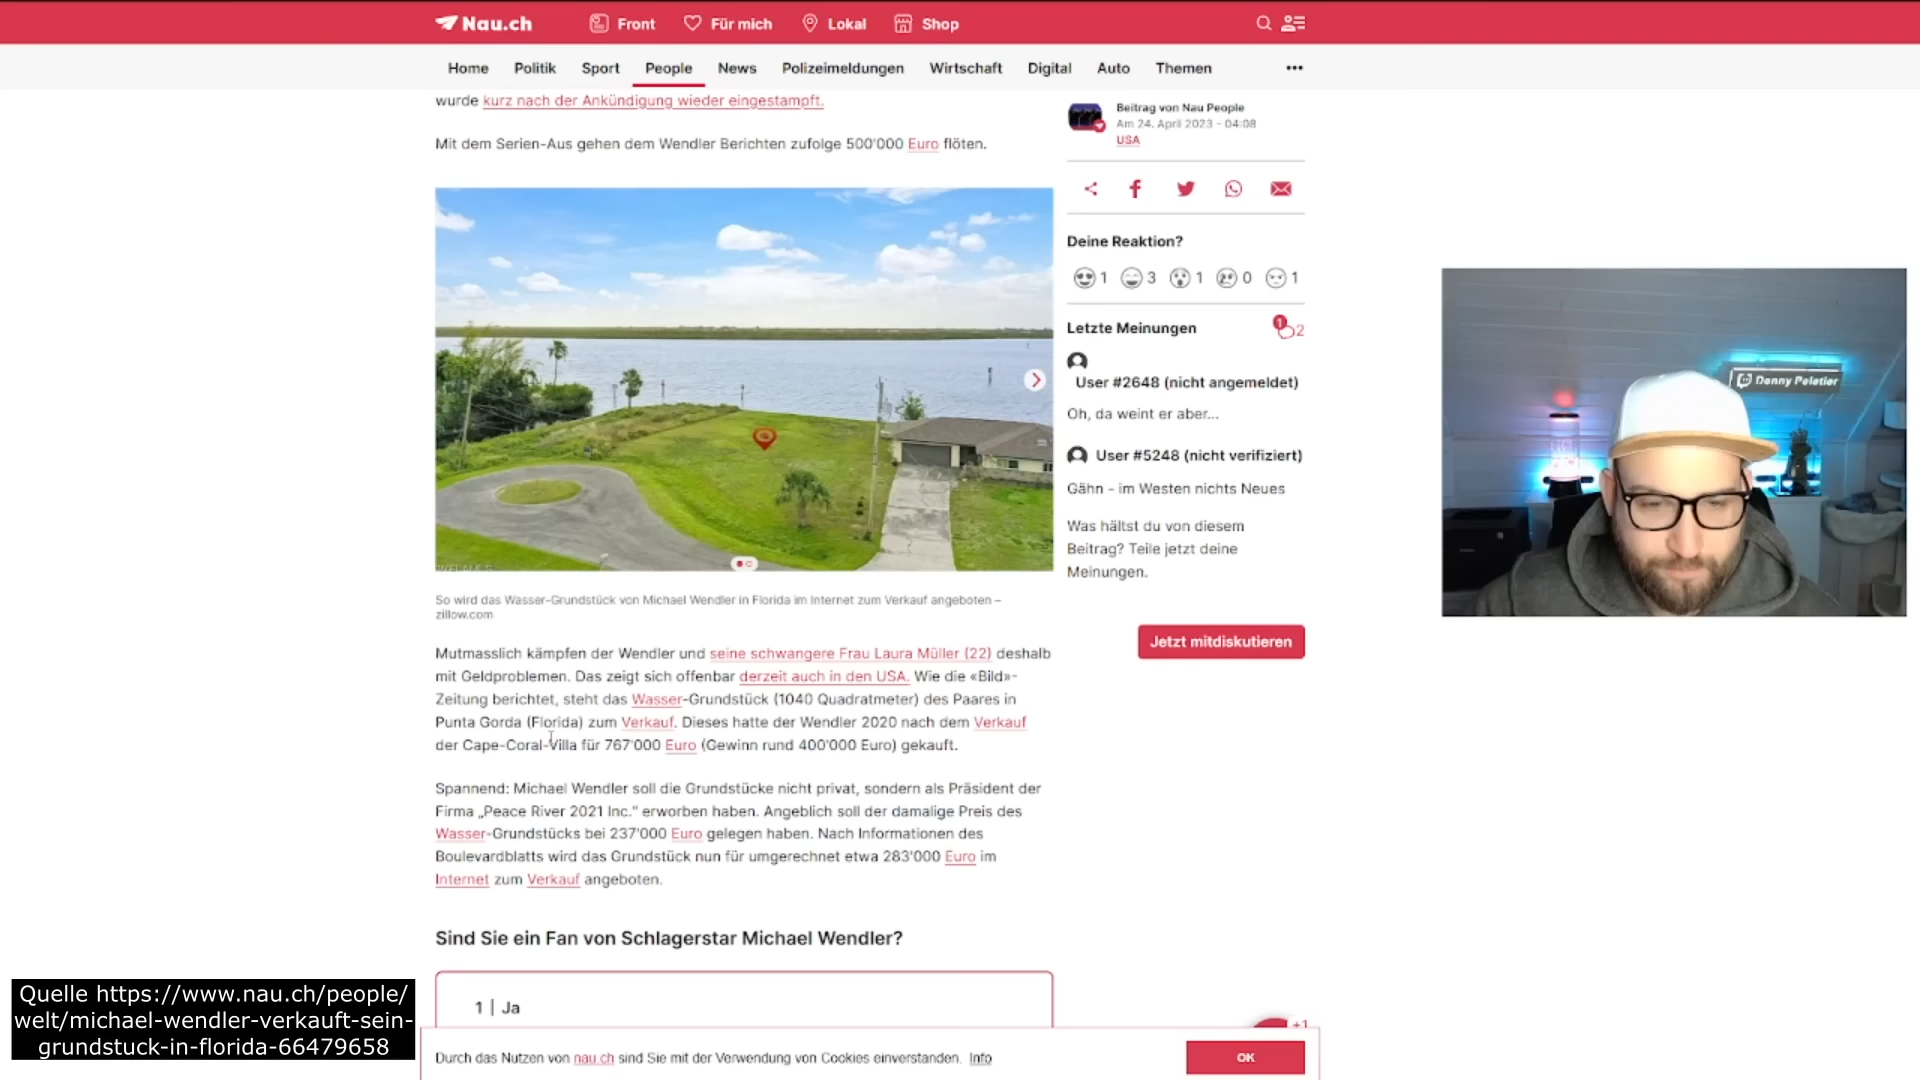 Nau.ch Front Für mich Lokal Shop
Home Politik Sport People News Polizeimeldungen Wirtschaft Digital Auto Themen
wurde kurz nach der Ankündigung wieder eingestampft.
Mit dem Serien-Aus gehen dem Wendler Berichten zufolge 500'000 Euro flöten.
So wird das Wasser-Grundstück von Michael Wendler in Florida im Internet zum Verkauf angeboten –
zillow.com
Mutmasslich kämpfen der Wendler und seine schwangere Frau Laura Müller (22) deshalb
mit Geldproblemen. Das zeigt sich offenbar derzeit auch in den USA. Wie die «Bild»-
Zeitung berichtet, steht das Wasser-Grundstück (1040 Quadratmeter) des Paares in
Punta Gorda (Florida) zum Verkauf. Dieses hatte der Wendler 2020 nach dem Verkauf
der Cape-Coral-Villa für 767'000 Euro (Gewinn rund 400'000 Euro) gekauft.
Spannend: Michael Wendler soll die Grundstücke nicht privat, sondern als Präsident der
Firma „Peace River 2021 Inc." erworben haben. Angeblich soll der damalige Preis des
Wasser-Grundstücks bei 237'000 Euro gelegen haben. Nach Informationen des
Boulevardblatts wird das Grundstück nun für umgerechnet etwa 283'000 Euro im
Internet zum Verkauf angeboten.
Sind Sie ein Fan von Schlagerstar Michael Wendler?
1 | Ja
+1
Durch das Nutzen von nau.ch sind Sie mit der Verwendung von Cookies einverstanden. Info
OK
Beitrag von Nau People
Am 24. April 2023 - 04:08
USA
Deine Reaktion?
1 3 1 0 1
Letzte Meinungen
1 2
User #2648 (nicht angemeldet)
Oh, da weint er aber...
User #5248 (nicht verifiziert)
Gähn - im Westen nichts Neues
Was hältst du von diesem
Beitrag? Teile jetzt deine
Meinungen.
Jetzt mitdiskutieren
Danny Peletier
Quelle https://www.nau.ch/people/
welt/michael-wendler-verkauft-sein-
grundstuck-in-florida-66479658